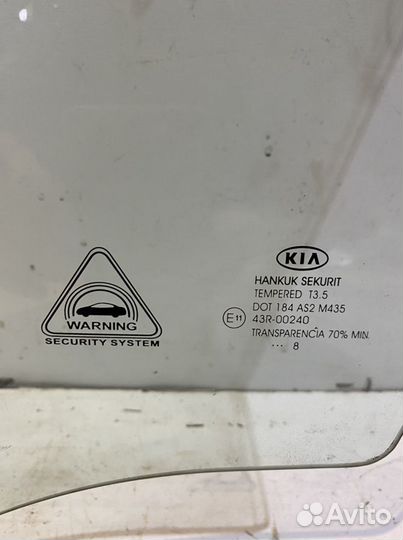 WARNING
SECURITY SYSTEM
KIA
HANKUK SEKURIT
TEMPERED T3.5
DOT 184 AS2 M435
E11 43R-00240
TRANSPARENCİA 70% MIN.
... 8
Avito